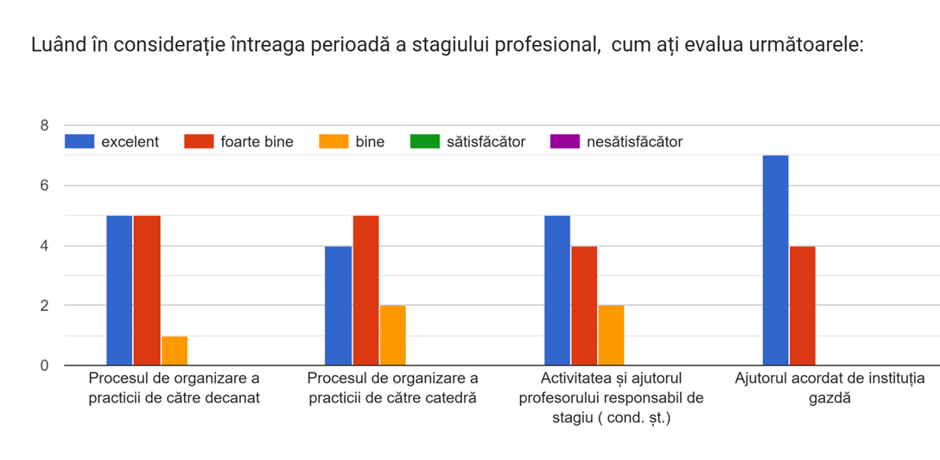 Luând în considerație întreaga perioadă a stagiului profesional,  cum ați evalua următoarele:
8
excelent foarte bine bine sătisfăcător nesătisfăcător
6
4
2
0
Procesul de organizare a
practicii de către decanat
Procesul de organizare a
practicii de către catedră
Activitatea și ajutorul
profesorului responsabil de
stagiu ( cond. șt.)
Ajutorul acordat de instituția
gazdă